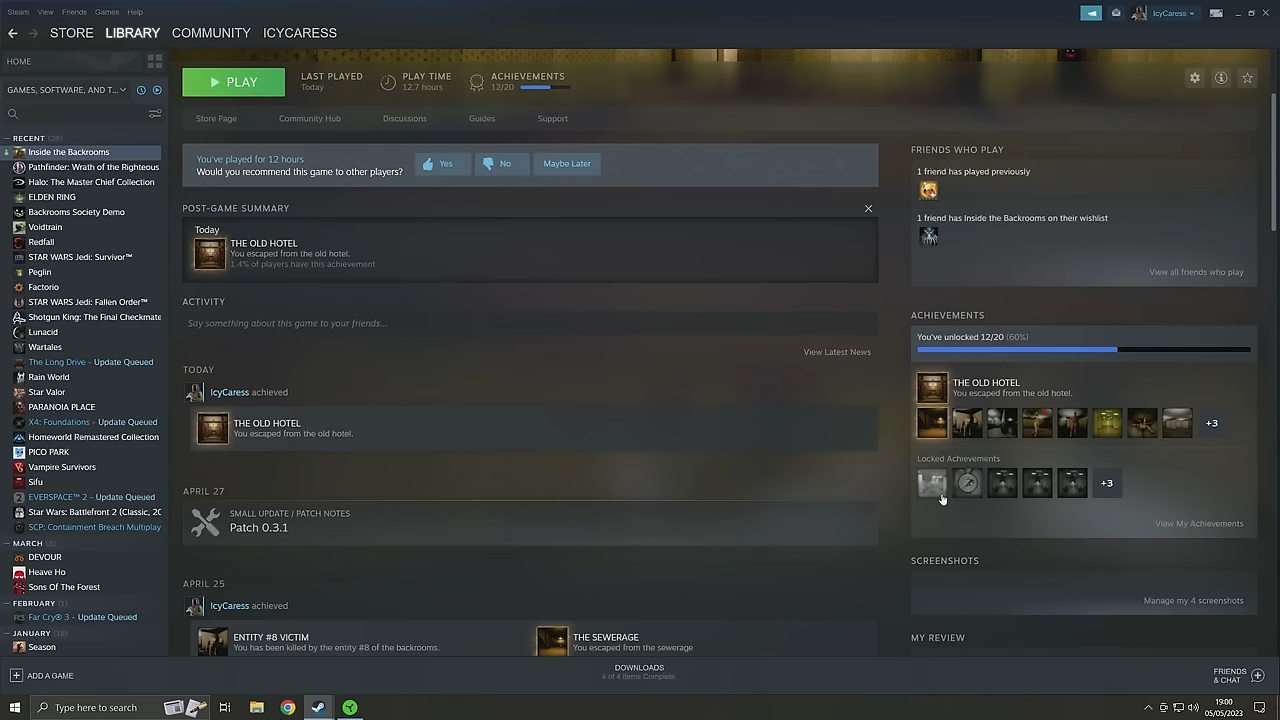 Steam View Friends Games Help
IcyCaress
STORE LIBRARY COMMUNITY ICYCARESS
HOME
GAMES, SOFTWARE, AND T...
RECENT (26)
Inside the Backrooms
Pathfinder: Wrath of the Righteous
Halo: The Master Chief Collection
ELDEN RING
Backrooms Society Demo
Voidtrain
Redfall
STAR WARS Jedi: Survivor™
Peglin
Factorio
STAR WARS Jedi: Fallen Order™
Shotgun King: The Final Checkmate
Lunacid
Wartales
The Long Drive - Update Queued
Rain World
Star Valor
PARANOIA PLACE
X4: Foundations - Update Queued
Homeworld Remastered Collection
PICO PARK
Vampire Survivors
Sifu
EVERSPACE™ 2 - Update Queued
Star Wars: Battlefront 2 (Classic, 20
SCP: Containment Breach Multiplay
MARCH (3)
DEVOUR
Heave Ho
Sons Of The Forest
FEBRUARY (1)
Far Cry® 3 - Update Queued
JANUARY (18)
Season
ADD A GAME
PLAY
LAST PLAYED
Today
PLAY TIME
12.7 hours
ACHIEVEMENTS
12/20
Store Page Community Hub Discussions Guides Support
You've played for 12 hours
Would you recommend this game to other players?
Yes No Maybe Later
POST-GAME SUMMARY
Today
THE OLD HOTEL
You escaped from the old hotel.
1.4% of players have this achievement
ACTIVITY
Say something about this game to your friends...
View Latest News
TODAY
IcyCaress achieved
THE OLD HOTEL
You escaped from the old hotel.
APRIL 27
SMALL UPDATE / PATCH NOTES
Patch 0.3.1
APRIL 25
IcyCaress achieved
ENTITY #8 VICTIM
You has been killed by the entity #8 of the backrooms.
THE SEWERAGE
You escaped from the sewerage
FRIENDS WHO PLAY
1 friend has played previously
1 friend has Inside the Backrooms on their wishlist
View all friends who play
ACHIEVEMENTS
You've unlocked 12/20 (60%)
THE OLD HOTEL
You escaped from the old hotel.
+3
Locked Achievements
+3
View My Achievements
SCREENSHOTS
Manage my 4 screenshots
MY REVIEW
DOWNLOADS
4 of 4 Items Complete
FRIENDS
& CHAT
Type here to search
19:00
05/05/2023